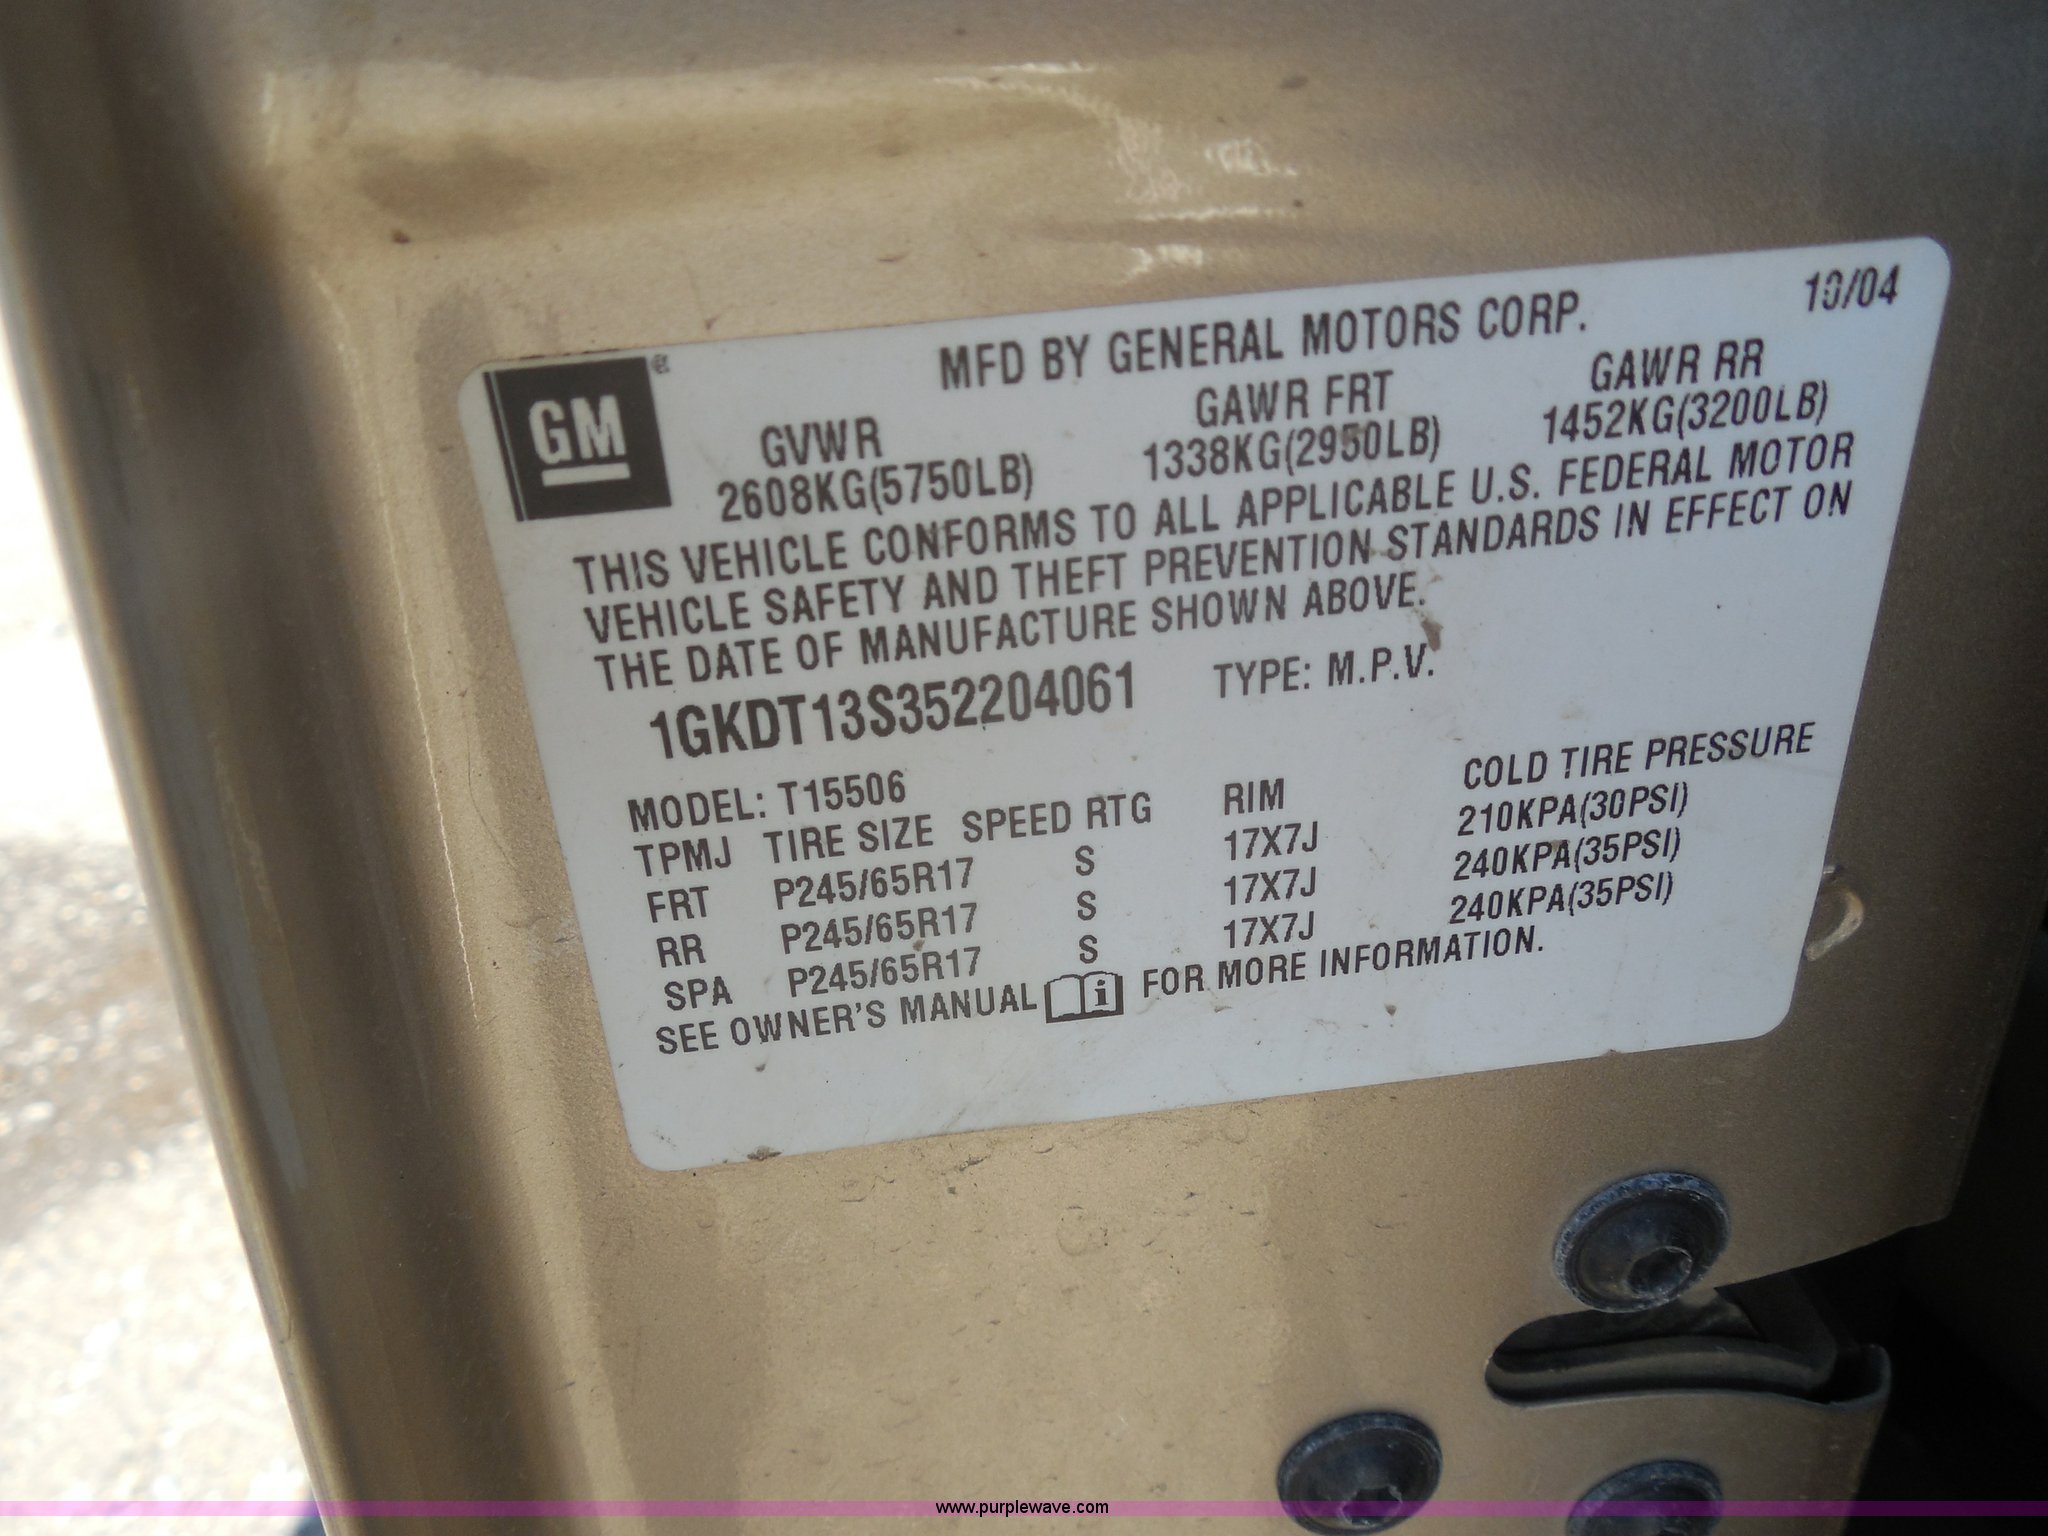 10/04
MFD BY GENERAL MOTORS CORP.
GM ®
GVWR GAWR FRT GAWR RR
2608KG(5750LB) 1338KG(2950LB) 1452KG(3200LB)
THIS VEHICLE CONFORMS TO ALL APPLICABLE U.S. FEDERAL MOTOR
VEHICLE SAFETY AND THEFT PREVENTION STANDARDS IN EFFECT ON
THE DATE OF MANUFACTURE SHOWN ABOVE.
1GKDT13S352204061 TYPE: M.P.V.
MODEL: T15506
TPMJ TIRE SIZE SPEED RTG RIM COLD TIRE PRESSURE
FRT P245/65R17 S 17X7J 210KPA(30PSI)
RR P245/65R17 S 17X7J 240KPA(35PSI)
SPA P245/65R17 S 17X7J 240KPA(35PSI)
SEE OWNER'S MANUAL i FOR MORE INFORMATION.
www.purplewave.com